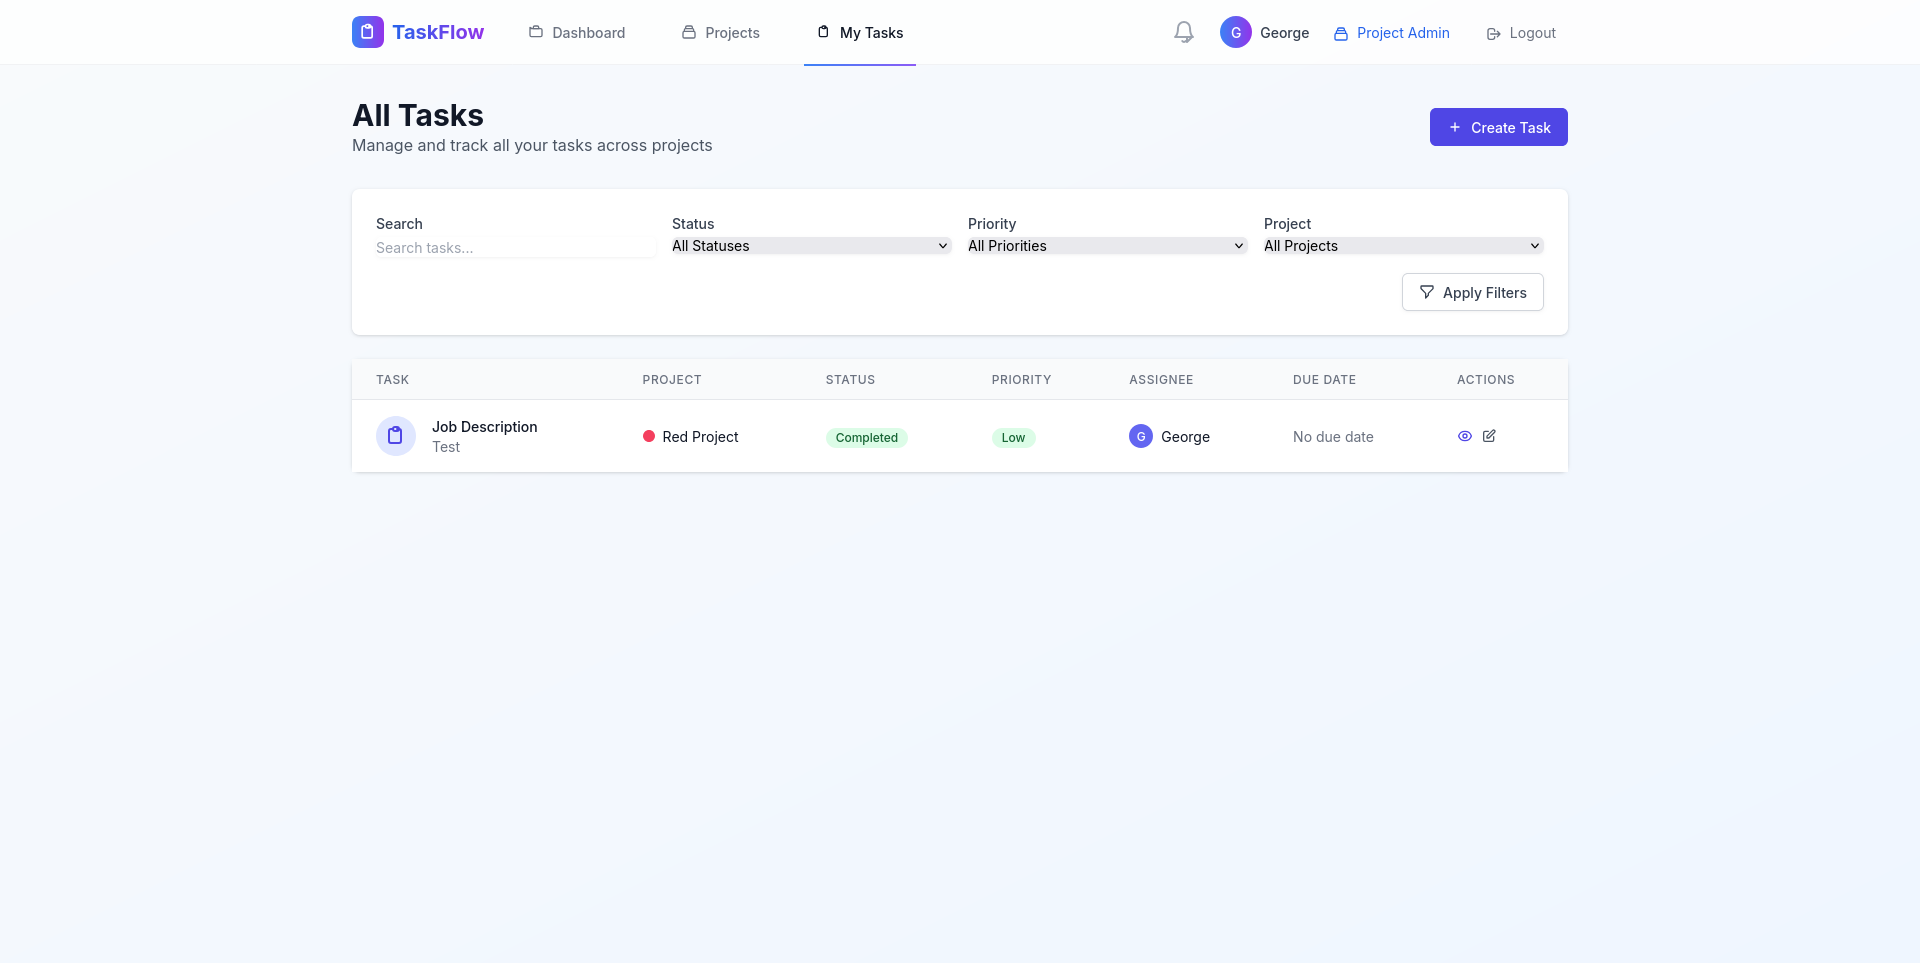 TaskFlow
Dashboard
Projects
My Tasks
G
George
Project Admin
Logout
All Tasks
Manage and track all your tasks across projects
Create Task
Search
Status
Priority
Project
Search tasks...
All Statuses
All Priorities
All Projects
Apply Filters
TASK PROJECT STATUS PRIORITY ASSIGNEE DUE DATE ACTIONS
Job Description
Test
Red Project
Completed
Low
G
George
No due date